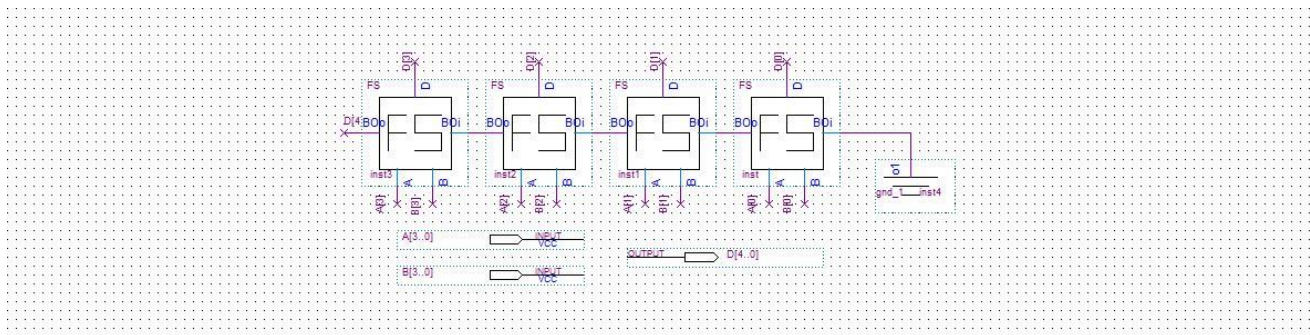 D[3]
D[2]
D[1]
D[0]
FS D
FS D
FS D
FS D
D[4
BOo FS BOi
BOo FS BOi
BOo FS BOi
BOo FS BOi
inst3 A B
inst2 A B
inst1 A B
inst A B
o1
gnd_1 inst4
A[3] B[3]
A[2] B[2]
A[1] B[1]
A[0] B[0]
A[3..0] INPUT
VCC
OUTPUT D[4..0]
B[3..0] INPUT
VCC